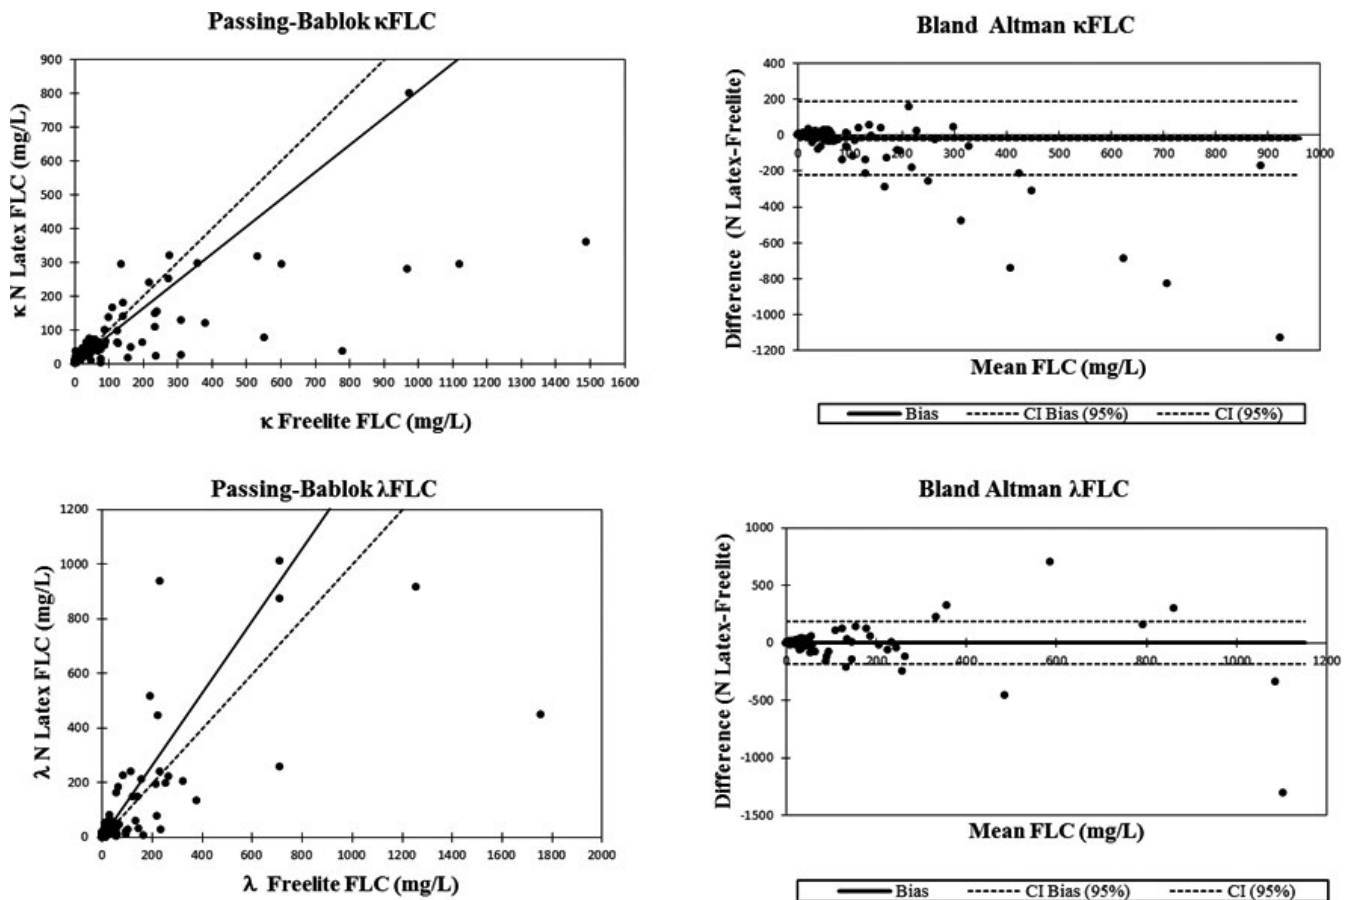 Passing-Bablok κFLC
κ N Latex FLC (mg/L)
900
800
700
600
500
400
300
200
100
0
0 100 200 300 400 500 600 700 800 900 1000 1100 1200 1300 1400 1500 1600
κ Freelite FLC (mg/L)
Bland Altman κFLC
Difference (N Latex-Freelite)
400
200
0
-200
-400
-600
-800
-1000
-1200
0 100 200 300 400 500 600 700 800 900 1000
Mean FLC (mg/L)
Bias CI Bias (95%) CI (95%)
Passing-Bablok λFLC
λ N Latex FLC (mg/L)
1200
1000
800
600
400
200
0
0 200 400 600 800 1000 1200 1400 1600 1800 2000
λ Freelite FLC (mg/L)
Bland Altman λFLC
Difference (N Latex-Freelite)
1000
500
0
-500
-1000
-1500
0 200 400 600 800 1000 1200
Mean FLC (mg/L)
Bias CI Bias (95%) CI (95%)